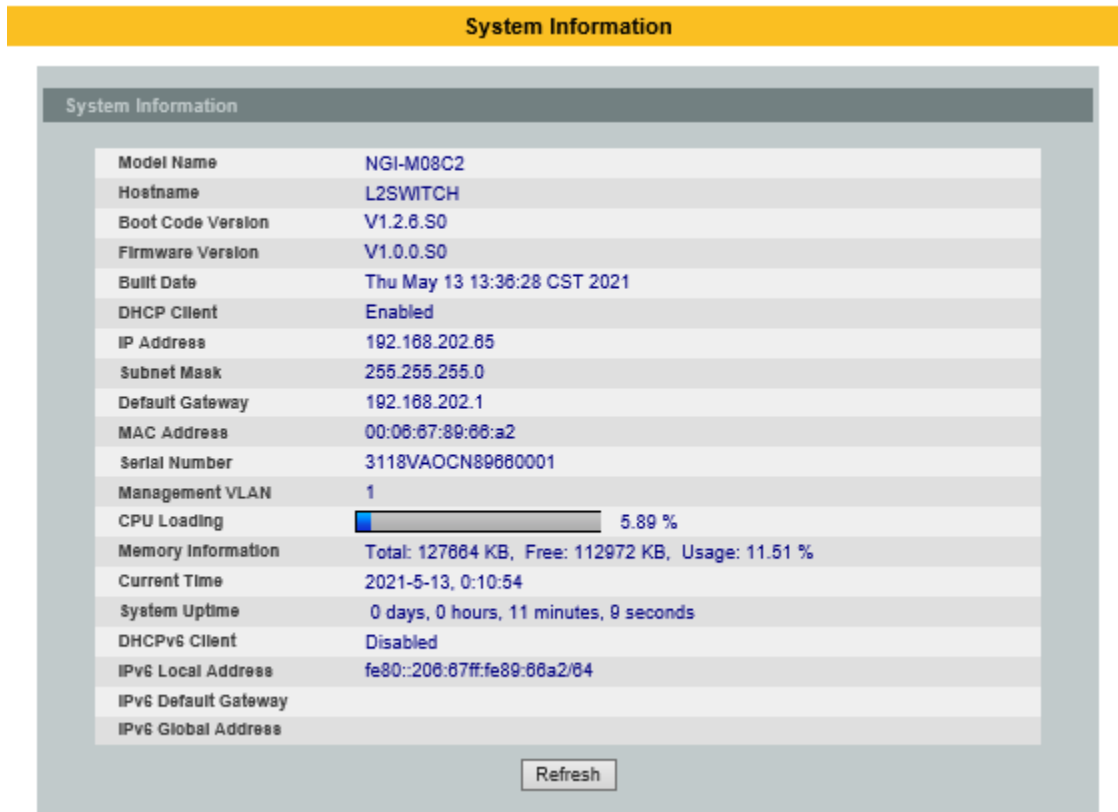 System Information
System Information
Model Name NGI-M08C2
Hostname L2SWITCH
Boot Code Version V1.2.6.S0
Firmware Version V1.0.0.S0
Built Date Thu May 13 13:36:28 CST 2021
DHCP Client Enabled
IP Address 192.168.202.65
Subnet Mask 255.255.255.0
Default Gateway 192.168.202.1
MAC Address 00:06:67:89:66:a2
Serial Number 3118VAOCN89660001
Management VLAN 1
CPU Loading 5.89 %
Memory Information Total: 127664 KB, Free: 112972 KB, Usage: 11.51 %
Current Time 2021-5-13, 0:10:54
System Uptime 0 days, 0 hours, 11 minutes, 9 seconds
DHCPv6 Client Disabled
IPv6 Local Address fe80::206:67ff:fe89:66a2/64
IPv6 Default Gateway
IPv6 Global Address
Refresh